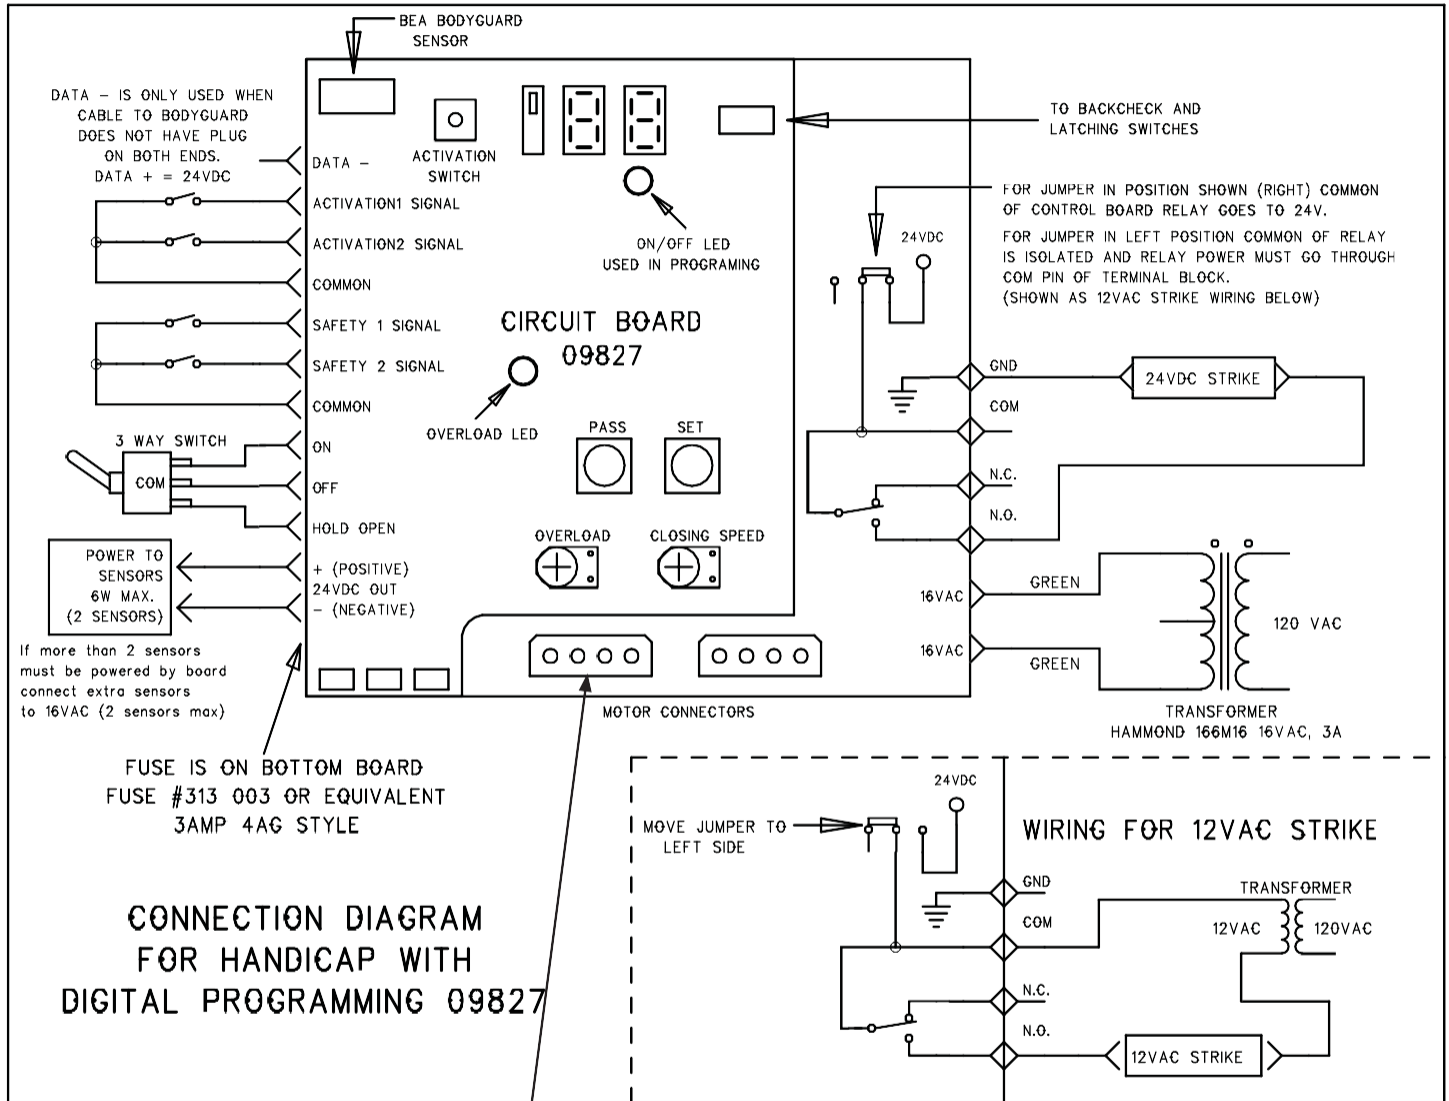 BEA BODYGUARD
SENSOR
DATA - IS ONLY USED WHEN
CABLE TO BODYGUARD
DOES NOT HAVE PLUG
ON BOTH ENDS.
DATA + = 24VDC
DATA -
ACTIVATION1 SIGNAL
ACTIVATION2 SIGNAL
COMMON
SAFETY 1 SIGNAL
SAFETY 2 SIGNAL
COMMON
3 WAY SWITCH
COM
ON
OFF
HOLD OPEN
POWER TO
SENSORS
6W MAX.
(2 SENSORS)
+ (POSITIVE)
24VDC OUT
- (NEGATIVE)
If more than 2 sensors
must be powered by board
connect extra sensors
to 16VAC (2 sensors max)
ACTIVATION
SWITCH
8 8
ON/OFF LED
USED IN PROGRAMING
CIRCUIT BOARD
09827
OVERLOAD LED
PASS
SET
OVERLOAD
CLOSING SPEED
MOTOR CONNECTORS
TO BACKCHECK AND
LATCHING SWITCHES
FOR JUMPER IN POSITION SHOWN (RIGHT) COMMON
OF CONTROL BOARD RELAY GOES TO 24V.
FOR JUMPER IN LEFT POSITION COMMON OF RELAY
IS ISOLATED AND RELAY POWER MUST GO THROUGH
COM PIN OF TERMINAL BLOCK.
(SHOWN AS 12VAC STRIKE WIRING BELOW)
24VDC
GND
24VDC STRIKE
COM
N.C.
N.O.
16VAC
GREEN
120 VAC
16VAC
GREEN
TRANSFORMER
HAMMOND 166M16 16VAC, 3A
FUSE IS ON BOTTOM BOARD
FUSE #313 003 OR EQUIVALENT
3AMP 4AG STYLE
CONNECTION DIAGRAM
FOR HANDICAP WITH
DIGITAL PROGRAMMING 09827
24VDC
MOVE JUMPER TO
LEFT SIDE
WIRING FOR 12VAC STRIKE
GND
TRANSFORMER
COM
12VAC
120VAC
N.C.
N.O.
12VAC STRIKE